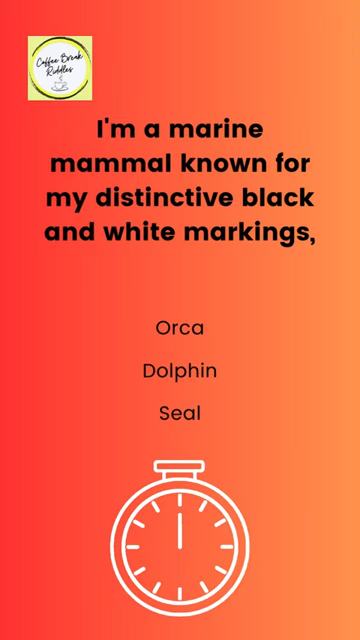 Coffee Break
Riddles
I'm a marine
mammal known for
my distinctive black
and white markings,
Orca
Dolphin
Seal